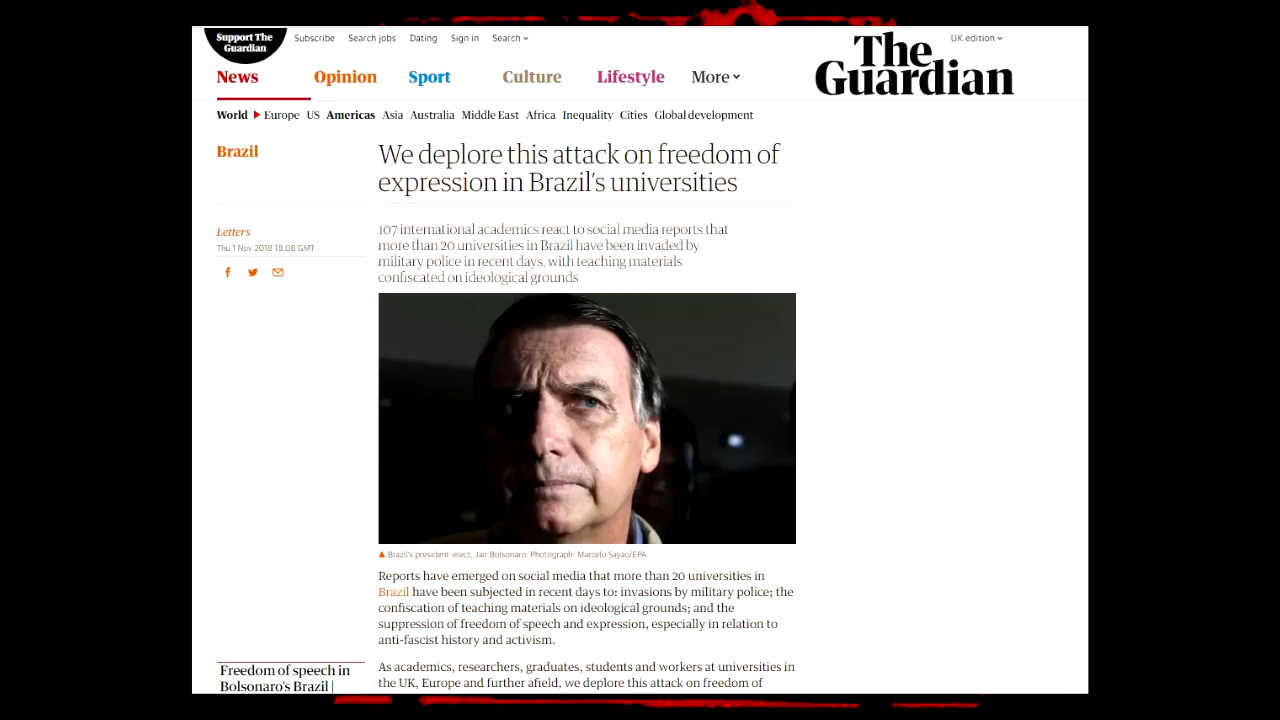 Support The
Guardian
Subscribe Search jobs Dating Sign in Search
UK edition
The
Guardian
News Opinion Sport Culture Lifestyle More
World Europe US Americas Asia Australia Middle East Africa Inequality Cities Global development
Brazil
We deplore this attack on freedom of
expression in Brazil's universities
Letters
Thu 1 Nov 2018 18.08 GMT
107 international academics react to social media reports that
more than 20 universities in Brazil have been invaded by
military police in recent days, with teaching materials
confiscated on ideological grounds
Brazil's president-elect, Jair Bolsonaro. Photograph: Marcelo Sayao/EPA
Reports have emerged on social media that more than 20 universities in
Brazil have been subjected in recent days to: invasions by military police; the
confiscation of teaching materials on ideological grounds; and the
suppression of freedom of speech and expression, especially in relation to
anti-fascist history and activism.
Freedom of speech in
Bolsonaro's Brazil |
As academics, researchers, graduates, students and workers at universities in
the UK, Europe and further afield, we deplore this attack on freedom of